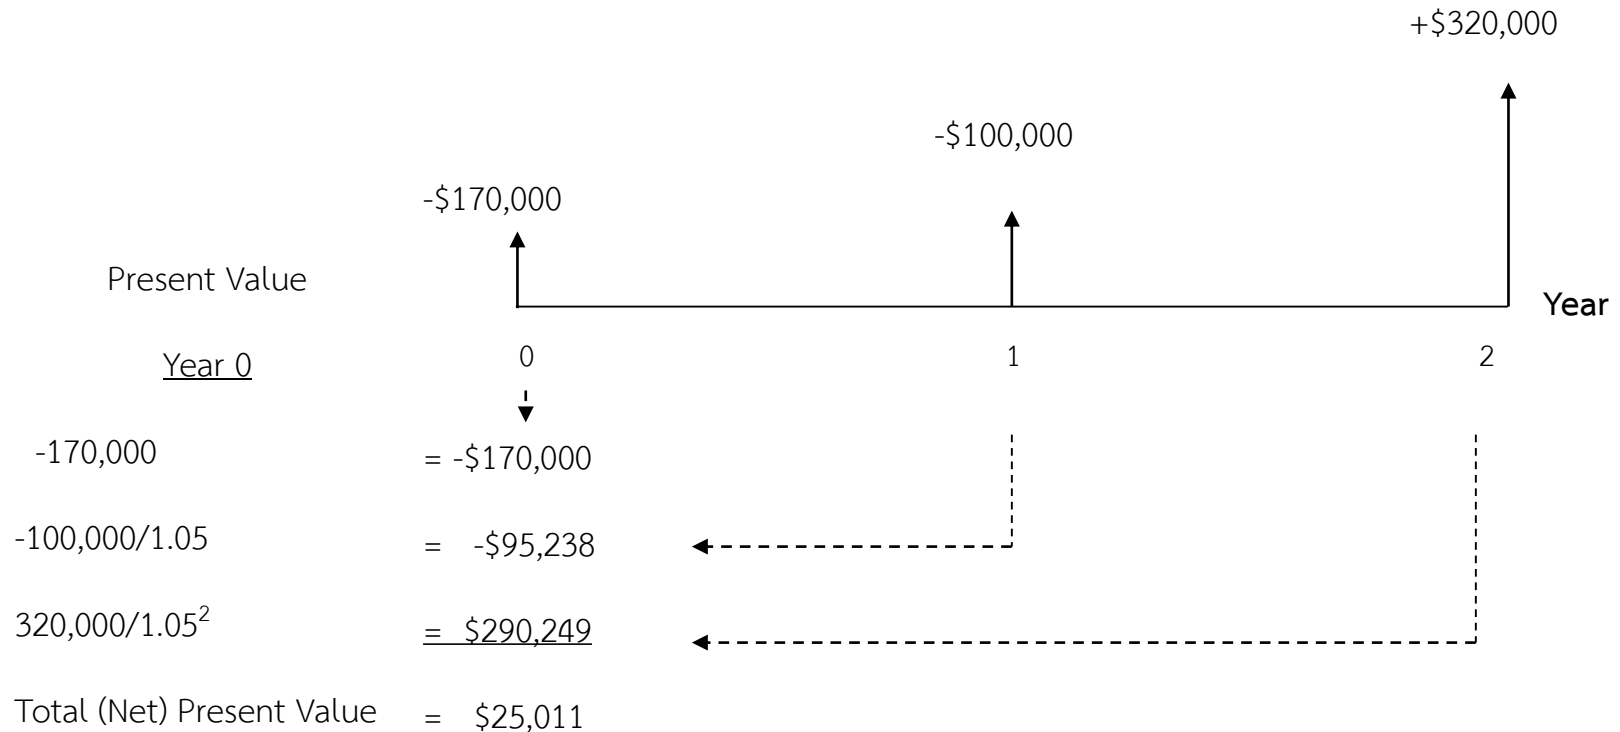 +$320,000
-$100,000
-$170,000
Present Value
Year
Year 0
0
1
2
-170,000 = -$170,000
-100,000/1.05 = -$95,238
320,000/1.05² = $290,249
Total (Net) Present Value = $25,011